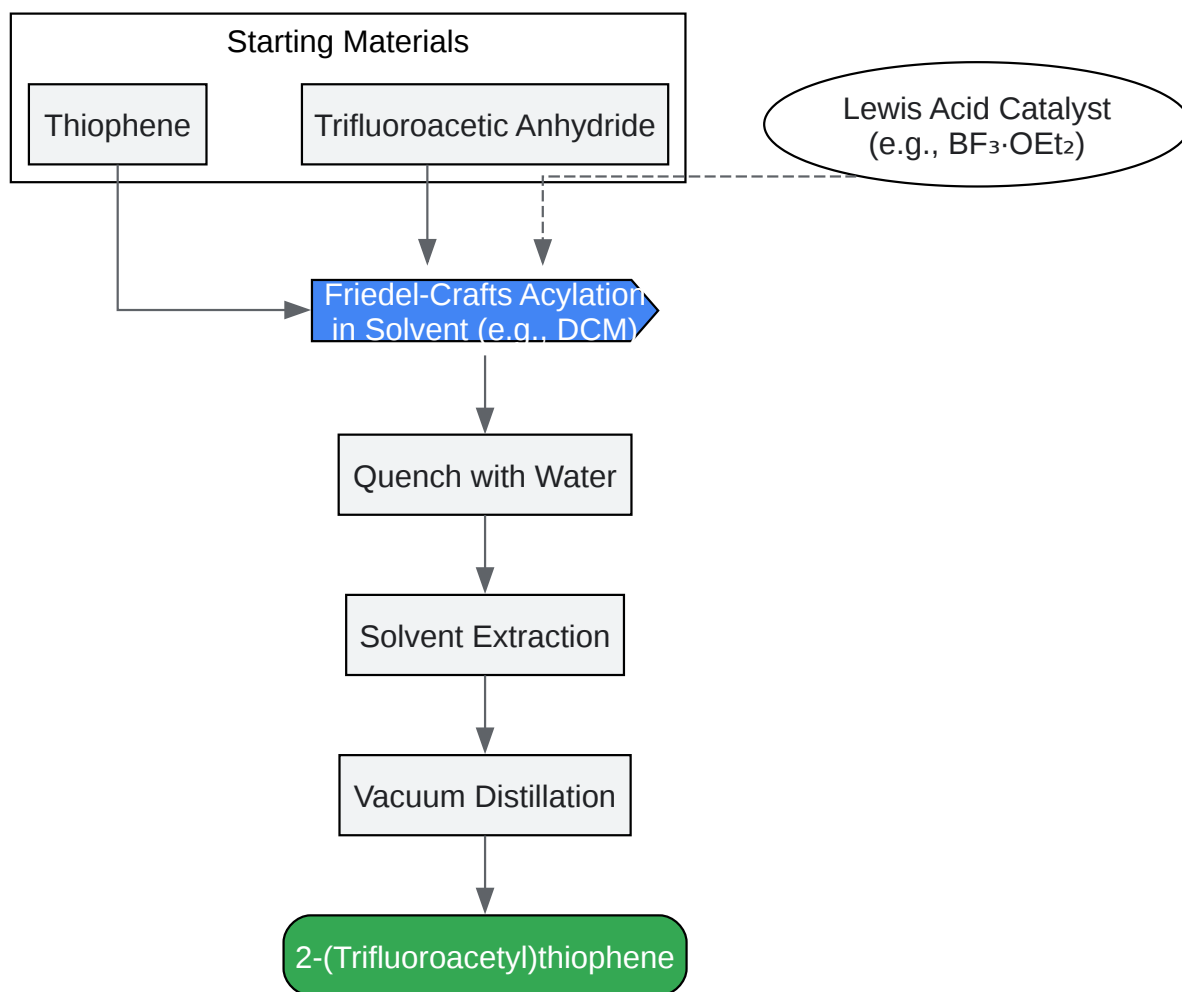 Starting Materials
Thiophene
Trifluoroacetic Anhydride
Lewis Acid Catalyst
(e.g., BF₃·OEt₂)
Friedel-Crafts Acylation
in Solvent (e.g., DCM)
Quench with Water
Solvent Extraction
Vacuum Distillation
2-(Trifluoroacetyl)thiophene